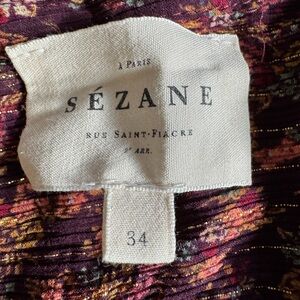 à PARIS
SÉZANE
RUE SAINT-FIACRE
2e ARR.
34